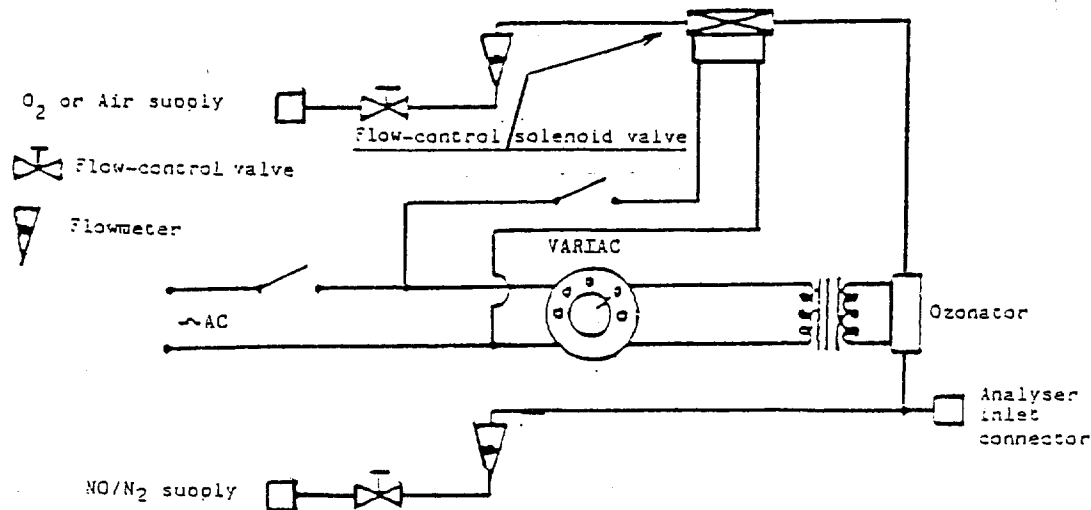 O2 or Air supply
Flow-control solenoid valve
Flow-control valve
Flowmeter
VARIAC
~AC
Ozonator
Analyser
inlet
connector
NO/N2 supply